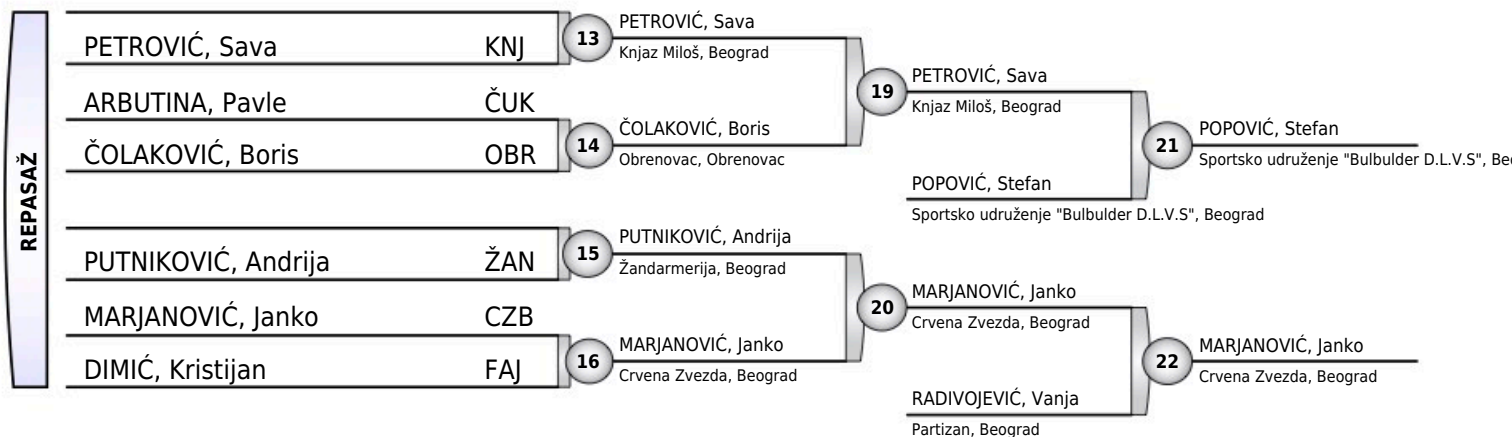 REPASAŽ
PETROVIĆ, Sava KNJ
ARBUTINA, Pavle ČUK
ČOLAKOVIĆ, Boris OBR
PUTNIKOVIĆ, Andrija ŽAN
MARJANOVIĆ, Janko CZB
DIMIĆ, Kristijan FAJ
13
PETROVIĆ, Sava
Knjaz Miloš, Beograd
14
ČOLAKOVIĆ, Boris
Obrenovac, Obrenovac
15
PUTNIKOVIĆ, Andrija
Žandarmerija, Beograd
16
MARJANOVIĆ, Janko
Crvena Zvezda, Beograd
19
PETROVIĆ, Sava
Knjaz Miloš, Beograd
POPOVIĆ, Stefan
Sportsko udruženje "Bulbulder D.L.V.S", Beograd
20
MARJANOVIĆ, Janko
Crvena Zvezda, Beograd
RADIVOJEVIĆ, Vanja
Partizan, Beograd
21
POPOVIĆ, Stefan
Sportsko udruženje "Bulbulder D.L.V.S",
22
MARJANOVIĆ, Janko
Crvena Zvezda, Beograd